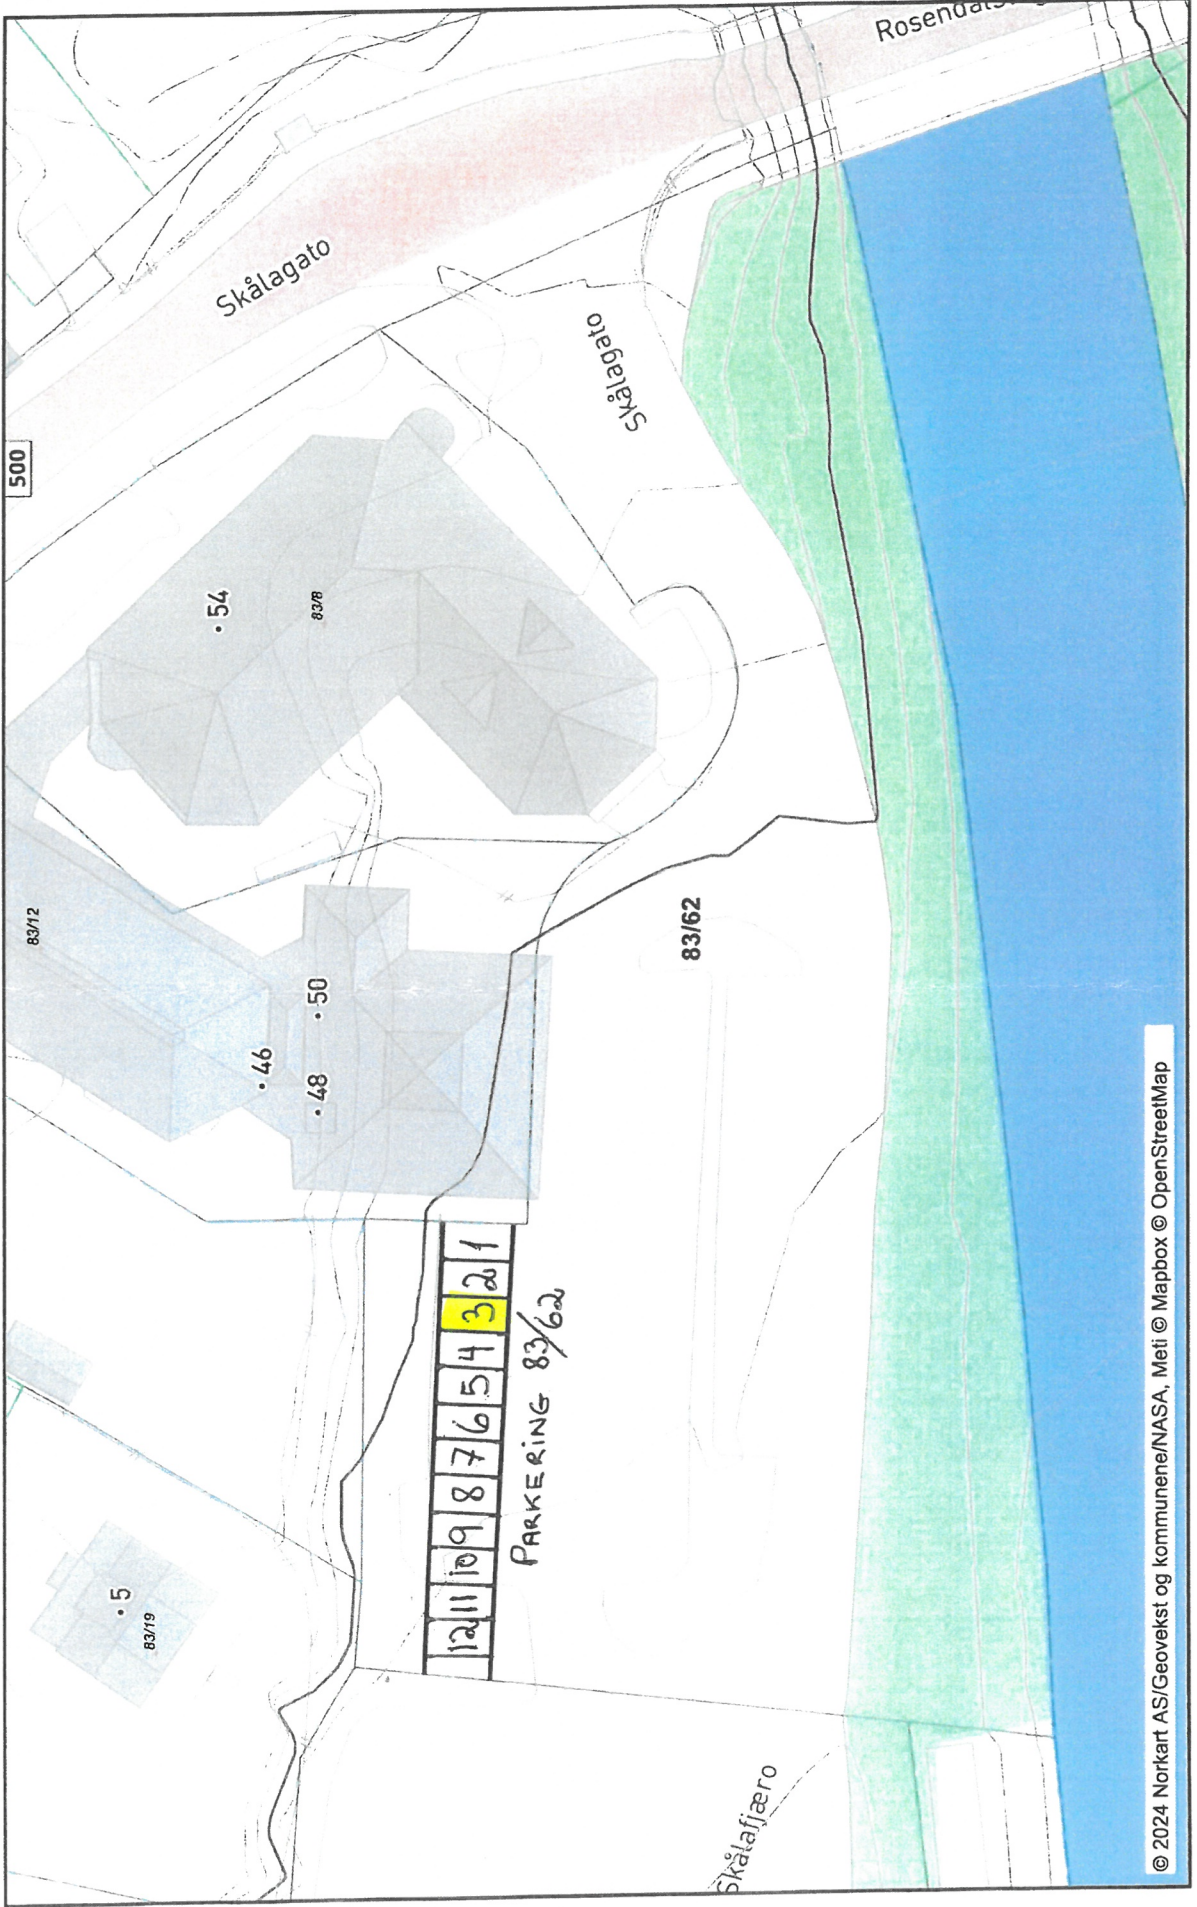 Skålagato
500
Skålagato
54
83/8
83/12
50
46
48
83/62
1 2 3 4 5 6 7 8 9 10 11 12
PARKERING 83/62
5
83/19
Skålafjæro
© 2024 Norkart AS/Geovekst og kommunene/NASA, Meti © Mapbox © OpenStreetMap